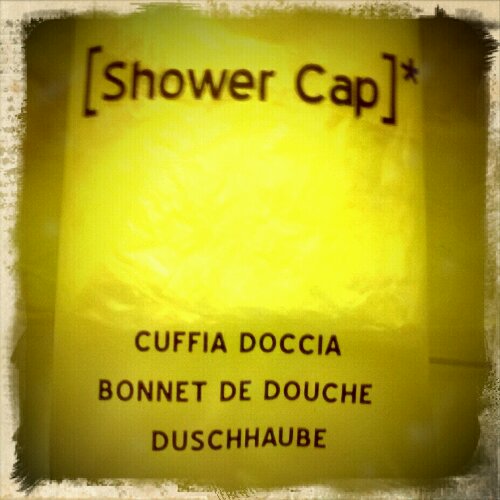 [Shower Cap]*
CUFFIA DOCCIA
BONNET DE DOUCHE
DUSCHHAUBE